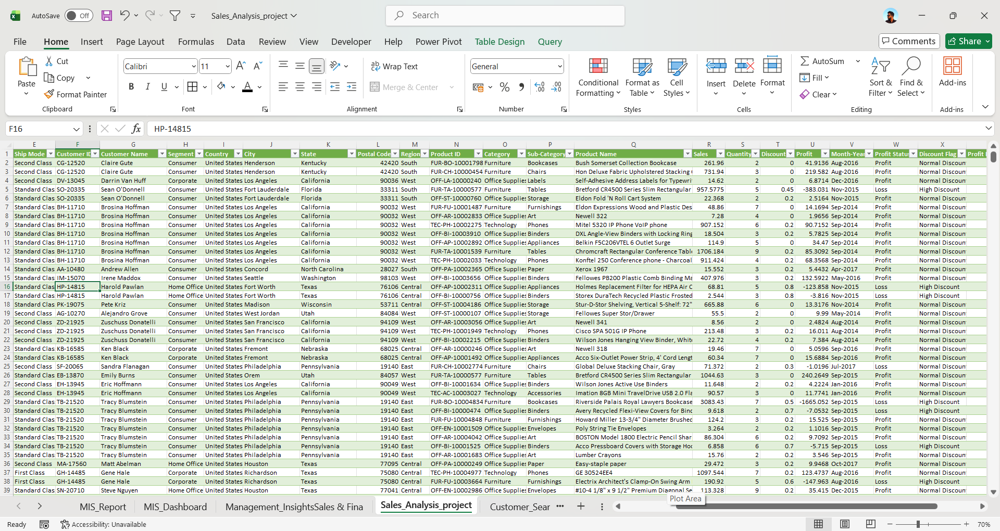 AutoSave Off Sales_Analysis_project Search
File Home Insert Page Layout Formulas Data Review View Developer Help Power Pivot Table Design Query Comments Share
Paste Cut Copy Format Painter Calibri 11 Wrap Text Merge & Center General Conditional Formatting Format as Table Cell Styles Insert Delete Format AutoSum Fill Clear Sort & Filter Find & Select Add-ins
Clipboard Font Alignment Number Styles Cells Editing Add-ins
F16 fx HP-14815
E F G H I J K L M N O P Q R S T U V W X
1 Ship Mode Customer ID Customer Name Segment Country City State Postal Code Region Product ID Category Sub-Category Product Name Sales Quantity Discount Profit Month-Year Profit Status Discount Flag Profit
2 Second Class CG-12520 Claire Gute Consumer United States Henderson Kentucky 42420 South FUR-BO-10001798 Furniture Bookcases Bush Somerset Collection Bookcase 261.96 2 0 41.9136 Aug-2016 Profit Normal Discoun
3 Second Class CG-12520 Claire Gute Consumer United States Henderson Kentucky 42420 South FUR-CH-10000454 Furniture Chairs Hon Deluxe Fabric Upholstered Stacking 731.94 3 0 219.582 Aug-2016 Profit Normal Discoun
4 Second Class DV-13045 Darrin Van Huff Corporate United States Los Angeles California 90036 West OFF-LA-10000240 Office Supplies Labels Self-Adhesive Address Labels for Typewri 14.62 2 0 6.8714 Dec-2016 Profit Normal Discoun
5 Standard Clas SO-20335 Sean O'Donnell Consumer United States Fort Lauderdale Florida 33311 South FUR-TA-10000577 Furniture Tables Bretford CR4500 Series Slim Rectangular 957.5775 5 0.45 -383.031 Nov-2015 Loss High Discount
6 Standard Clas SO-20335 Sean O'Donnell Consumer United States Fort Lauderdale Florida 33311 South OFF-ST-10000760 Office Supplies Storage Eldon Fold 'N Roll Cart System 22.368 2 0.2 2.5164 Nov-2015 Profit Normal Discoun
7 Standard Clas BH-11710 Brosina Hoffman Consumer United States Los Angeles California 90032 West FUR-FU-10001487 Furniture Furnishings Eldon Expressions Wood and Plastic Des 48.86 7 0 14.1694 Sep-2014 Profit Normal Discoun
8 Standard Clas BH-11710 Brosina Hoffman Consumer United States Los Angeles California 90032 West OFF-AR-10002833 Office Supplies Art Newell 322 7.28 4 0 1.9656 Sep-2014 Profit Normal Discoun
9 Standard Clas BH-11710 Brosina Hoffman Consumer United States Los Angeles California 90032 West TEC-PH-10002275 Technology Phones Mitel 5320 IP Phone VoIP phone 907.152 6 0.2 90.7152 Sep-2014 Profit Normal Discoun
10 Standard Clas BH-11710 Brosina Hoffman Consumer United States Los Angeles California 90032 West OFF-BI-10003910 Office Supplies Binders DXL Angle-View Binders with Locking Ring 18.504 3 0.2 5.7825 Sep-2014 Profit Normal Discoun
11 Standard Clas BH-11710 Brosina Hoffman Consumer United States Los Angeles California 90032 West OFF-AP-10002892 Office Supplies Appliances Belkin F5C206VTEL 6 Outlet Surge 114.9 5 0 34.47 Sep-2014 Profit Normal Discoun
12 Standard Clas BH-11710 Brosina Hoffman Consumer United States Los Angeles California 90032 West FUR-TA-10001539 Furniture Tables Chromcraft Rectangular Conference Tabl 1706.184 9 0.2 85.3092 Sep-2014 Profit Normal Discoun
13 Standard Clas BH-11710 Brosina Hoffman Consumer United States Los Angeles California 90032 West TEC-PH-10002033 Technology Phones Konftel 250 Conference phone - Charcoal 911.424 4 0.2 68.3568 Sep-2014 Profit Normal Discoun
14 Standard Clas AA-10480 Andrew Allen Consumer United States Concord North Carolina 28027 South OFF-PA-10002365 Office Supplies Paper Xerox 1967 15.552 3 0.2 5.4432 Apr-2017 Profit Normal Discoun
15 Standard Clas IM-15070 Irene Maddox Consumer United States Seattle Washington 98103 West OFF-BI-10003656 Office Supplies Binders Fellowes PB200 Plastic Comb Binding Ma 407.976 3 0.2 132.5922 May-2016 Profit Normal Discoun
16 Standard Clas HP-14815 Harold Pawlan Home Office United States Fort Worth Texas 76106 Central OFF-AP-10002311 Office Supplies Appliances Holmes Replacement Filter for HEPA Air C 68.81 5 0.8 -123.858 Nov-2015 Loss High Discount
17 Standard Clas HP-14815 Harold Pawlan Home Office United States Fort Worth Texas 76106 Central OFF-BI-10000756 Office Supplies Binders Storex DuraTech Recycled Plastic Frosted 2.544 3 0.8 -3.816 Nov-2015 Loss High Discount
18 Standard Clas PK-19075 Pete Kriz Consumer United States Madison Wisconsin 53711 Central OFF-ST-10004186 Office Supplies Storage Stur-D-Stor Shelving, Vertical 5-Shelf: 72" 665.88 6 0 13.3176 Nov-2014 Profit Normal Discoun
19 Second Class AG-10270 Alejandro Grove Consumer United States West Jordan Utah 84084 West OFF-ST-10000107 Office Supplies Storage Fellowes Super Stor/Drawer 55.5 2 0 9.99 May-2014 Profit Normal Discoun
20 Second Class ZD-21925 Zuschuss Donatelli Consumer United States San Francisco California 94109 West OFF-AR-10003056 Office Supplies Art Newell 341 8.56 2 0 2.4824 Aug-2014 Profit Normal Discoun
21 Second Class ZD-21925 Zuschuss Donatelli Consumer United States San Francisco California 94109 West TEC-PH-10001949 Technology Phones Cisco SPA 501G IP Phone 213.48 3 0.2 16.011 Aug-2014 Profit Normal Discoun
22 Second Class ZD-21925 Zuschuss Donatelli Consumer United States San Francisco California 94109 West OFF-BI-10002215 Office Supplies Binders Wilson Jones Hanging View Binder, White 22.72 4 0.2 7.384 Aug-2014 Profit Normal Discoun
23 Standard Clas KB-16585 Ken Black Corporate United States Fremont Nebraska 68025 Central OFF-AR-10000246 Office Supplies Art Newell 318 19.46 7 0 5.0596 Sep-2016 Profit Normal Discoun
24 Standard Clas KB-16585 Ken Black Corporate United States Fremont Nebraska 68025 Central OFF-AP-10001492 Office Supplies Appliances Acco Six-Outlet Power Strip, 4' Cord Lengt 60.34 7 0 15.6884 Sep-2016 Profit Normal Discoun
25 Second Class SF-20065 Sandra Flanagan Consumer United States Philadelphia Pennsylvania 19140 East FUR-CH-10002774 Furniture Chairs Global Deluxe Stacking Chair, Gray 71.372 2 0.3 -1.0196 Jul-2017 Loss Normal Discoun
26 Standard Clas EB-13870 Emily Burns Consumer United States Orem Utah 84057 West FUR-TA-10000577 Furniture Tables Bretford CR4500 Series Slim Rectangular 1044.63 3 0 240.2649 Sep-2015 Profit Normal Discoun
27 Second Class EH-13945 Eric Hoffmann Consumer United States Los Angeles California 90049 West OFF-BI-10001634 Office Supplies Binders Wilson Jones Active Use Binders 11.648 2 0.2 4.2224 Jan-2016 Profit Normal Discoun
28 Second Class EH-13945 Eric Hoffmann Consumer United States Los Angeles California 90049 West TEC-AC-10003027 Technology Accessories Imation 8GB Mini TravelDrive USB 2.0 Fla 90.57 3 0 11.7741 Jan-2016 Profit Normal Discoun
29 Standard Clas TB-21520 Tracy Blumstein Consumer United States Philadelphia Pennsylvania 19140 East FUR-BO-10004834 Furniture Bookcases Riverside Palais Royal Lawyers Bookcase 3083.43 7 0.5 -1665.052 Sep-2015 Loss High Discount
30 Standard Clas TB-21520 Tracy Blumstein Consumer United States Philadelphia Pennsylvania 19140 East OFF-BI-10000474 Office Supplies Binders Avery Recycled Flexi-View Covers for Binc 9.618 2 0.7 -7.0532 Sep-2015 Loss High Discount
31 Standard Clas TB-21520 Tracy Blumstein Consumer United States Philadelphia Pennsylvania 19140 East FUR-FU-10004848 Furniture Furnishings Howard Miller 13-3/4" Diameter Brushed 124.2 3 0.2 15.525 Sep-2015 Profit Normal Discoun
32 Standard Clas TB-21520 Tracy Blumstein Consumer United States Philadelphia Pennsylvania 19140 East OFF-EN-10001509 Office Supplies Envelopes Poly String Tie Envelopes 3.264 2 0.2 1.1016 Sep-2015 Profit Normal Discoun
33 Standard Clas TB-21520 Tracy Blumstein Consumer United States Philadelphia Pennsylvania 19140 East OFF-AR-10004042 Office Supplies Art BOSTON Model 1800 Electric Pencil Shar 86.304 6 0.2 9.7092 Sep-2015 Profit Normal Discoun
34 Standard Clas TB-21520 Tracy Blumstein Consumer United States Philadelphia Pennsylvania 19140 East OFF-BI-10001525 Office Supplies Binders Acco Pressboard Covers with Storage Hoo 6.858 6 0.7 -5.715 Sep-2015 Loss High Discount
35 Standard Clas TB-21520 Tracy Blumstein Consumer United States Philadelphia Pennsylvania 19140 East OFF-AR-10001683 Office Supplies Art Lumber Crayons 15.76 2 0.2 3.546 Sep-2015 Profit Normal Discoun
36 Second Class MA-17560 Matt Abelman Home Office United States Houston Texas 77095 Central OFF-PA-10000249 Office Supplies Paper Easy-staple paper 29.472 3 0.2 9.9468 Oct-2017 Profit Normal Discoun
37 First Class GH-14485 Gene Hale Corporate United States Richardson Texas 75080 Central TEC-PH-10004977 Technology Phones GE 30524EE4 1097.544 7 0.2 123.4737 Aug-2016 Profit Normal Discoun
38 First Class GH-14485 Gene Hale Corporate United States Richardson Texas 75080 Central FUR-FU-10003664 Furniture Furnishings Electrix Architect's Clamp-On Swing Arm 190.92 5 0.6 -147.963 Aug-2016 Loss High Discount
39 Standard Clas SN-20710 Steve Nguyen Home Office United States Houston Texas 77041 Central OFF-EN-10002986 Office Supplies Envelopes #10-4 1/8" x 9 1/2" Premium Diagonal Se 113.328 9 0.2 35.415 Dec-2015 Profit Normal Discoun
Plot Area
MIS_Report MIS_Dashboard Management_InsightsSales & Fina Sales_Analysis_project Customer_Sear
Ready Accessibility: Unavailable 70%